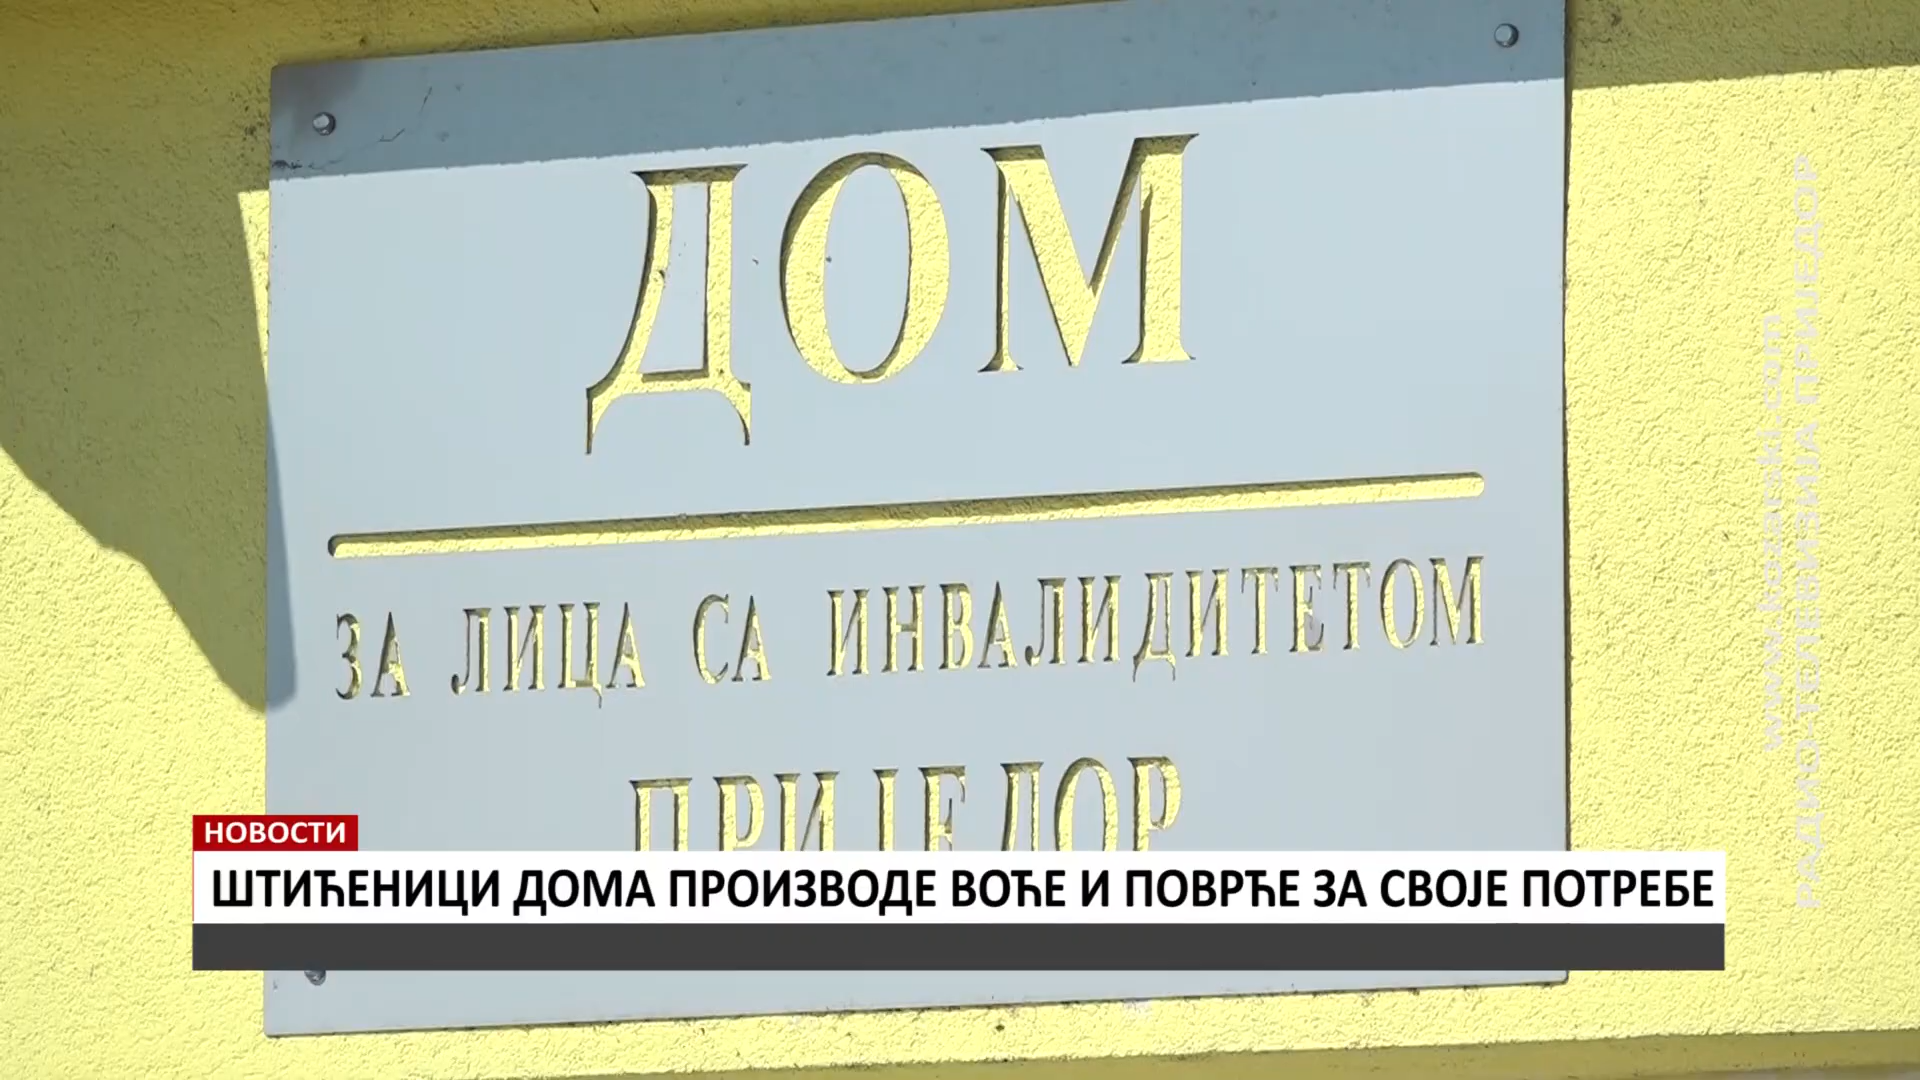 ДОМ
ЗА ЛИЦА СА ИНВАЛИДИТЕТОМ
ПРИЈЕДОР
НОВОСТИ
ШТИЋЕНИЦИ ДОМА ПРОИЗВОДЕ ВОЋЕ И ПОВРЋЕ ЗА СВОЈЕ ПОТРЕБЕ
www.kozarski.com
РАДИО-ТЕЛЕВИЗИЈА ПРИЈЕДОР